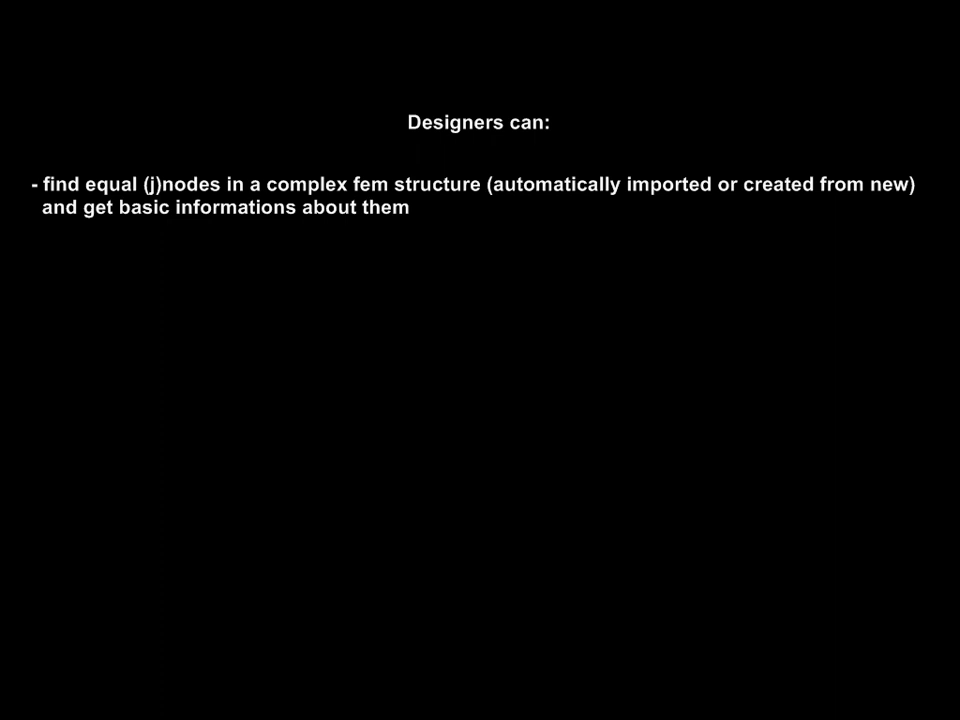 Designers can:
- find equal (j)nodes in a complex fem structure (automatically imported or created from new)
and get basic informations about them